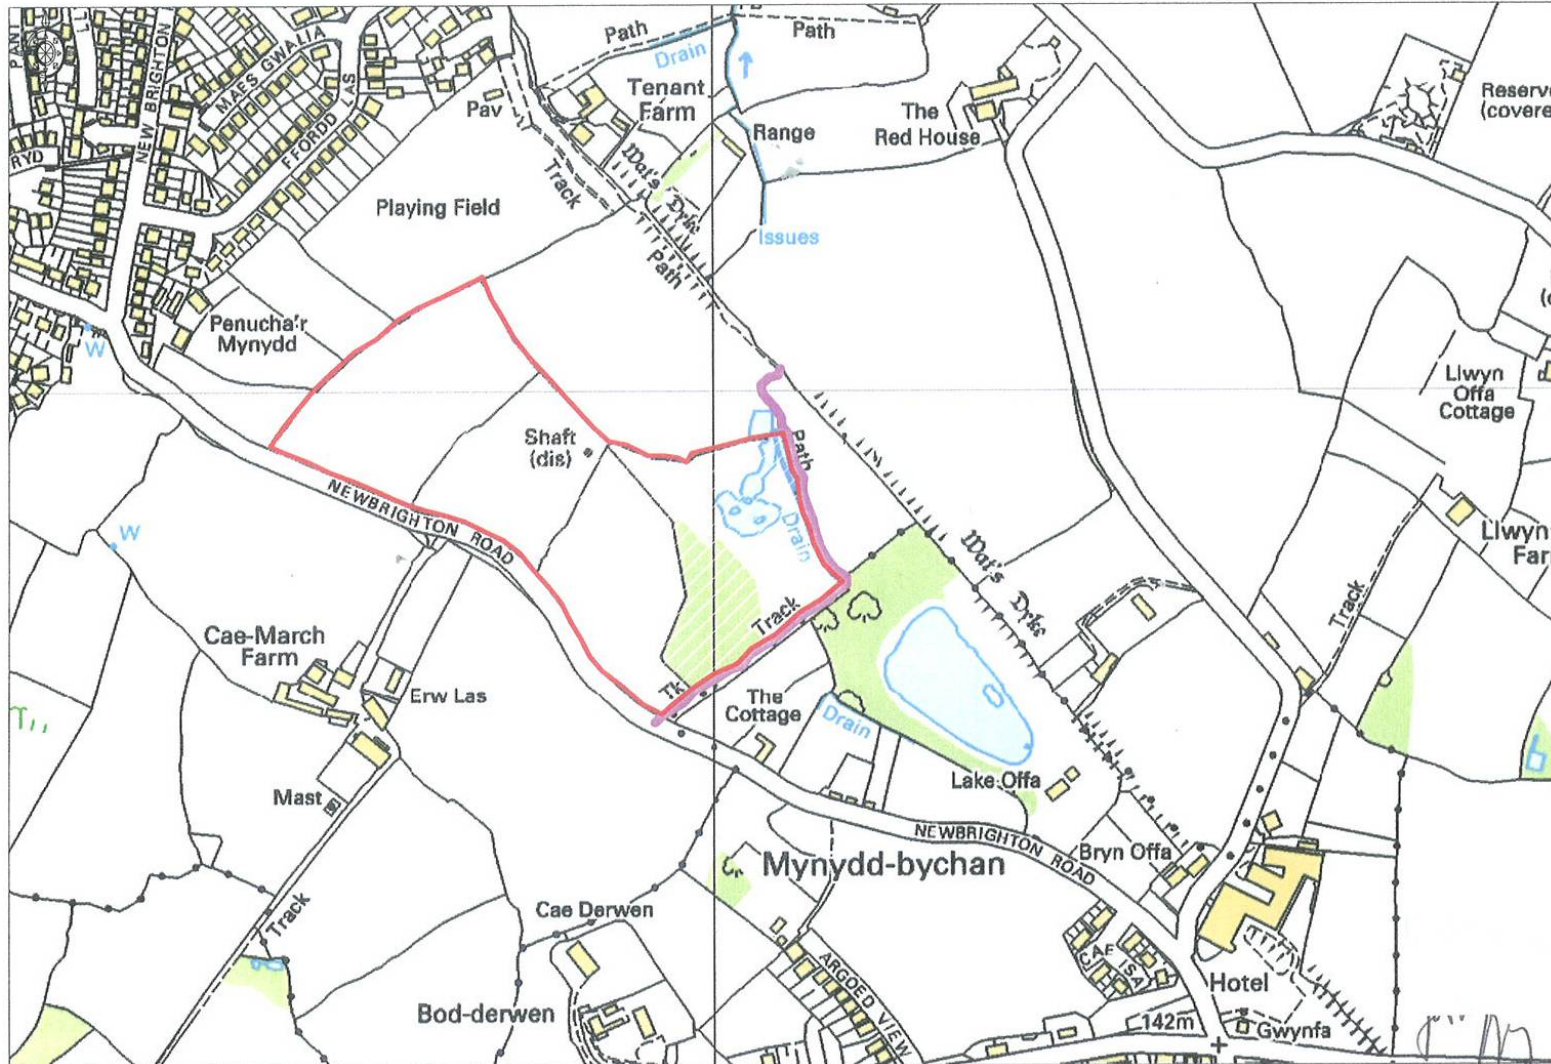 PAN
LL
NEW BRIGHTON
MAES GWALIA
FFORDD LAS
RYD
Pav
Path
Drain
Path
Tenant
Farm
Range
The
Red House
Reserv
(covere
Track
Wat's Dyke
Path
Playing Field
Issues
Penucha'r
Mynydd
W
Llwyn
Offa
Cottage
Shaft
(dis)
Path
Drain
NEWBRIGHTON ROAD
W
Wat's Dyke
Llwyn
Far
Track
Track
Cae-March
Farm
Erw Las
Tk
The
Cottage
Drain
Mast
Lake Offa
NEWBRIGHTON ROAD
Bryn Offa
Mynydd-bychan
Track
Cae Derwen
CAE ISA
ARGOED VIEW
Hotel
Bod-derwen
142m
Gwynfa